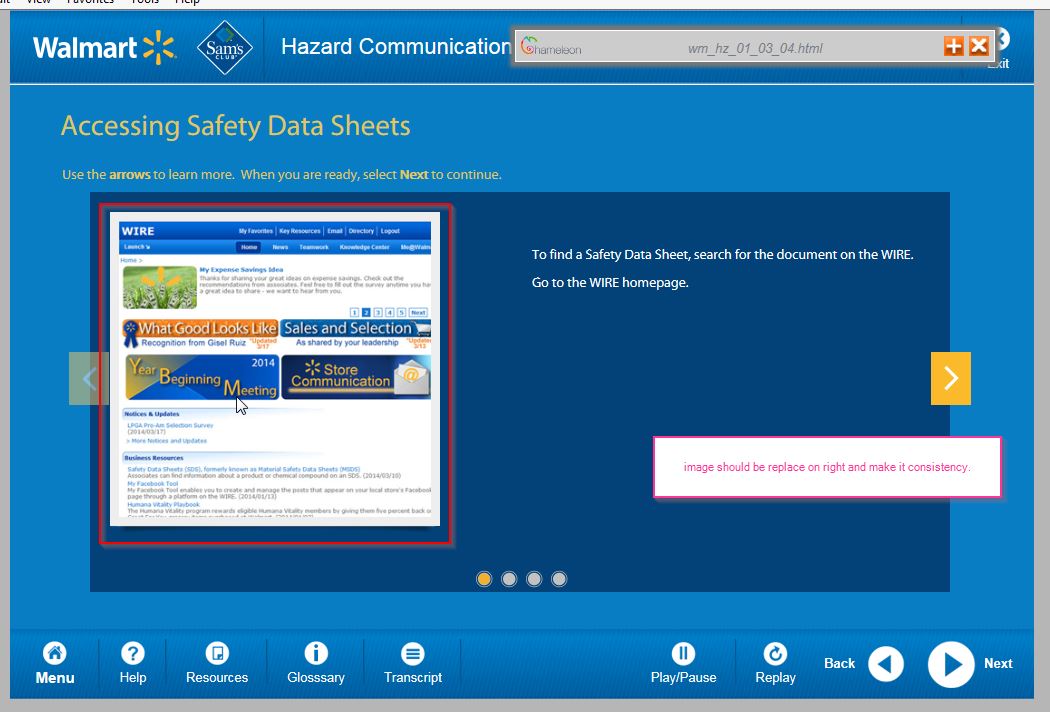 View Favorites Tools Help
Walmart
Sam's
CLUB
Hazard Communication
Chameleon
wm_hz_01_03_04.html
Accessing Safety Data Sheets
Use the arrows to learn more. When you are ready, select Next to continue.
WIRE
My Favorites | Key Resources | Email | Directory | Logout
Launch
Home News Teamwork Knowledge Center Me@Walm
Home >
My Expense Savings Idea
Thanks for sharing your great ideas on expense savings. Check out the
recommendations from associates. Feel free to fill out the survey anytime you ha
a great idea to share - we want to hear from you.
1 2 3 4 5 Next
What Good Looks Like
Recognition from Gisel Ruiz
*Updated
3/17
Sales and Selection
As shared by your leadership
*Update
3/13
2014
Year Beginning Meeting
Store
Communication
Notices & Updates
LPGA Pro-Am Selection Survey
(2014/03/17)
> More Notices and Updates
Business Resources
Safety Data Sheets (SDS), formerly known as Material Safety Data Sheets (MSDS)
Associates can find information about a product or chemical compound on an SDS. (2014/03/10)
My Facebook Tool
My Facebook Tool enables you to create and manage the posts that appear on your local store's Facebook
page through a platform on the WIRE. (2014/01/13)
Humana Vitality Playbook
The Humana Vitality program rewards eligible Humana Vitality members by giving them five percent back o
To find a Safety Data Sheet, search for the document on the WIRE.
Go to the WIRE homepage.
image should be replace on right and make it consistency.
Menu
Help
Resources
Glosssary
Transcript
Play/Pause
Replay
Back
Next